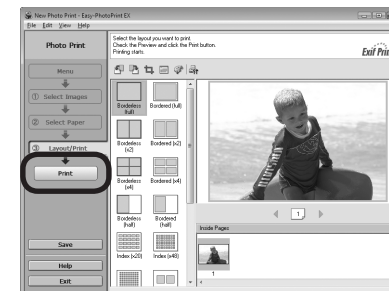 New Photo Print - Easy-PhotoPrint EX
File Edit View Help
Photo Print
Menu
① Select Images
② Select Paper
③ Layout/Print
Print
Save
Help
Exit
Select the layout you want to print.
Check the Preview and click the Print button.
Printing starts.
Exif Prin
Borderless (full)
Bordered (full)
Borderless (x2)
Bordered (x2)
Borderless (x4)
Bordered (x4)
Borderless (half)
Bordered (half)
Index (x20)
Index (x48)
1
Inside Pages
1